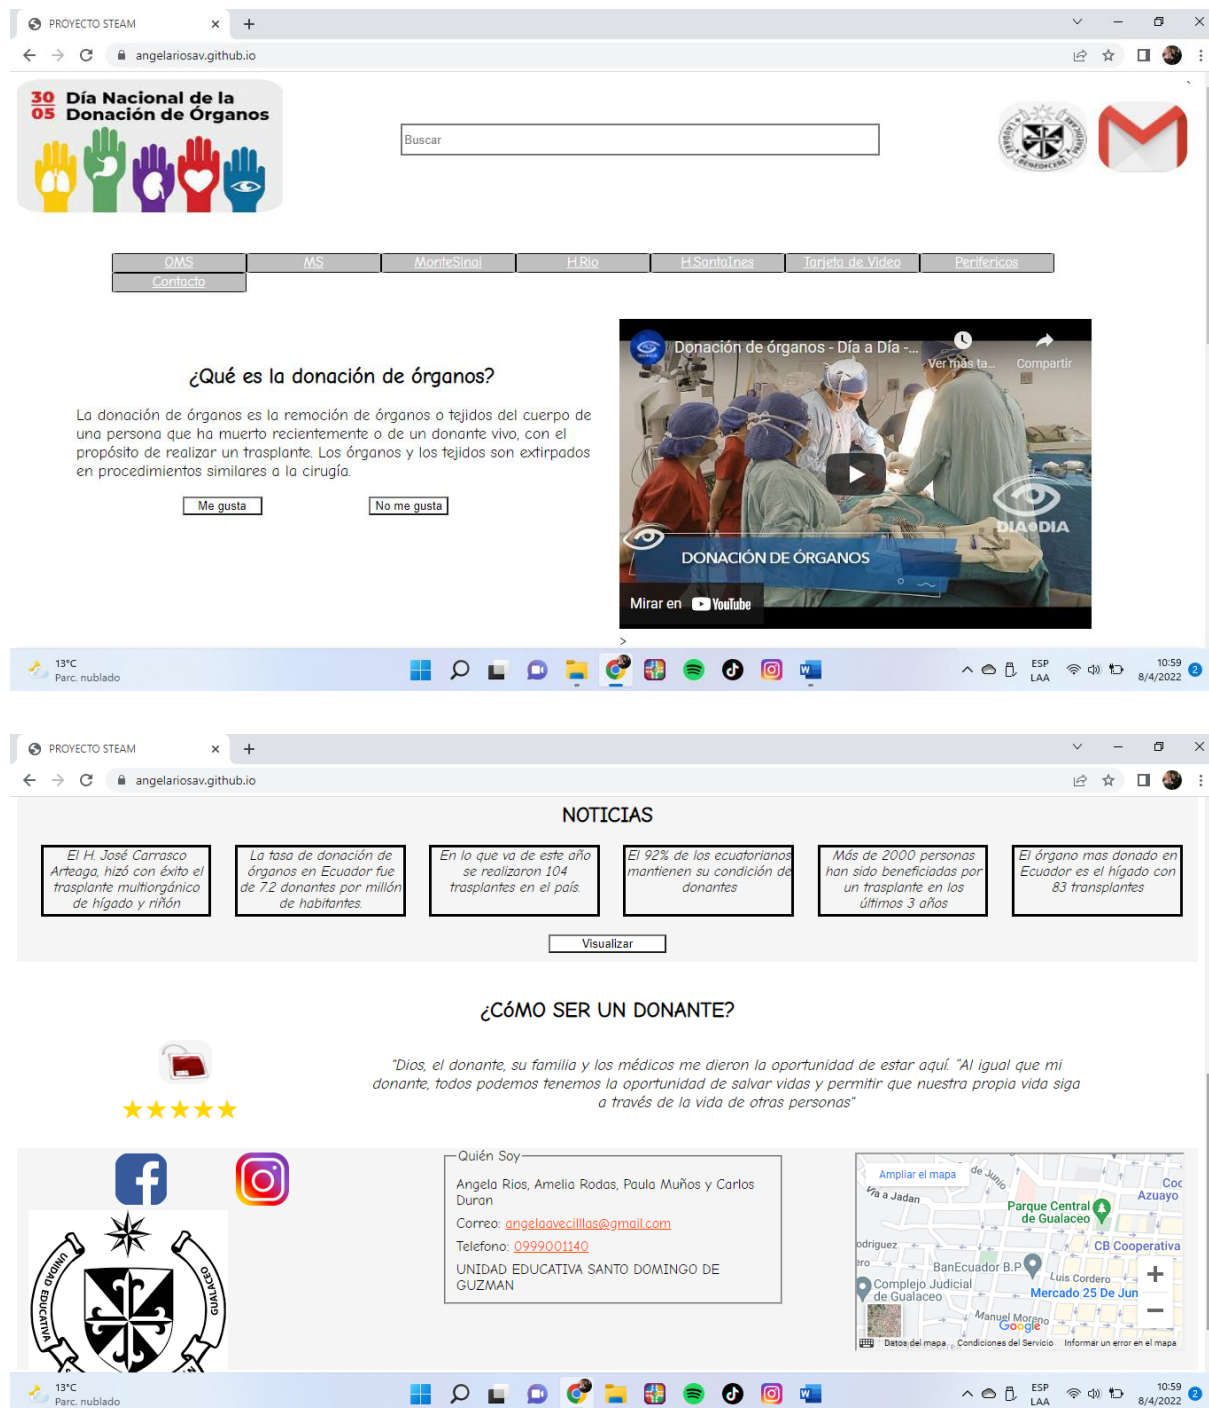 PROYECTO STEAM
angelariosav.github.io
30 Día Nacional de la
05 Donación de Órganos
Buscar
OMS MS MonteSinai H.Rio H.SantaInes Tarjeta de Video Perifericos
Contacto
¿Qué es la donación de órganos?
La donación de órganos es la remoción de órganos o tejidos del cuerpo de
una persona que ha muerto recientemente o de un donante vivo, con el
propósito de realizar un trasplante. Los órganos y los tejidos son extirpados
en procedimientos similares a la cirugía.
Me gusta No me gusta
Donación de órganos - Día a Día -...
Ver más ta... Compartir
DIA A DIA
DONACIÓN DE ÓRGANOS
Mirar en YouTube
>
13°C
Parc. nublado
ESP
LAA
10:59
8/4/2022
2
PROYECTO STEAM
angelariosav.github.io
NOTICIAS
El H. José Carrasco
Arteaga, hizó con éxito el
trasplante multiorgánico
de hígado y riñón
La tasa de donación de
órganos en Ecuador fue
de 7.2 donantes por millón
de habitantes.
En lo que va de este año
se realizaron 104
trasplantes en el país.
El 92% de los ecuatorianos
mantienen su condición de
donantes
Más de 2000 personas
han sido beneficiadas por
un trasplante en los
últimos 3 años
El órgano mas donado en
Ecuador es el hígado con
83 transplantes
Visualizar
¿CóMO SER UN DONANTE?
"Dios, el donante, su familia y los médicos me dieron la oportunidad de estar aquí. "Al igual que mi
donante, todos podemos tenemos la oportunidad de salvar vidas y permitir que nuestra propia vida siga
a través de la vida de otras personas"
UNIDAD EDUCATIVA
GUALACEO
Quién Soy
Angela Rios, Amelia Rodas, Paula Muños y Carlos
Duran
Correo: angelaavecilllas@gmail.com
Telefono: 0999001140
UNIDAD EDUCATIVA SANTO DOMINGO DE
GUZMAN
Ampliar el mapa
de Junio
Vía a Jadan
Parque Central
de Gualaceo
Azuayo
CB Cooperativa
BanEcuador B.P
Luis Cordero
Complejo Judicial
de Gualaceo
Mercado 25 De Jun
Manuel Moreno
Google
Datos del mapa Condiciones del Servicio Informar un error en el mapa
13°C
Parc. nublado
ESP
LAA
10:59
8/4/2022
2